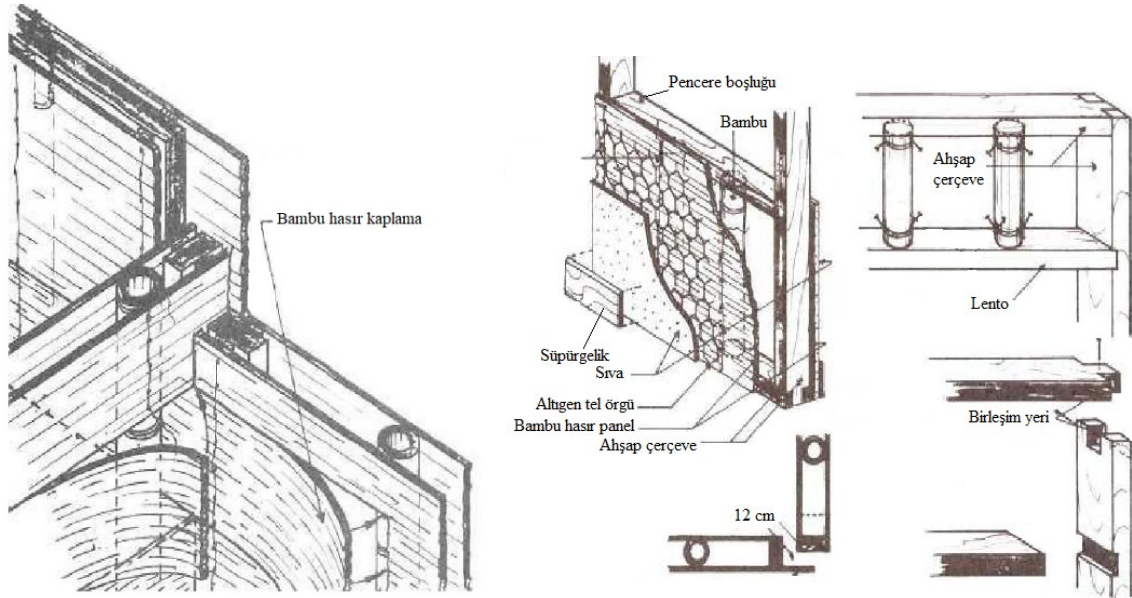 Bambu hasır kaplama
Pencere boşluğu
Bambu
Süpürgelik
Sıva
Altıgen tel örgü
Bambu hasır panel
Ahşap çerçeve
12 cm
Ahşap
çerçeve
Lento
Birleşim yeri